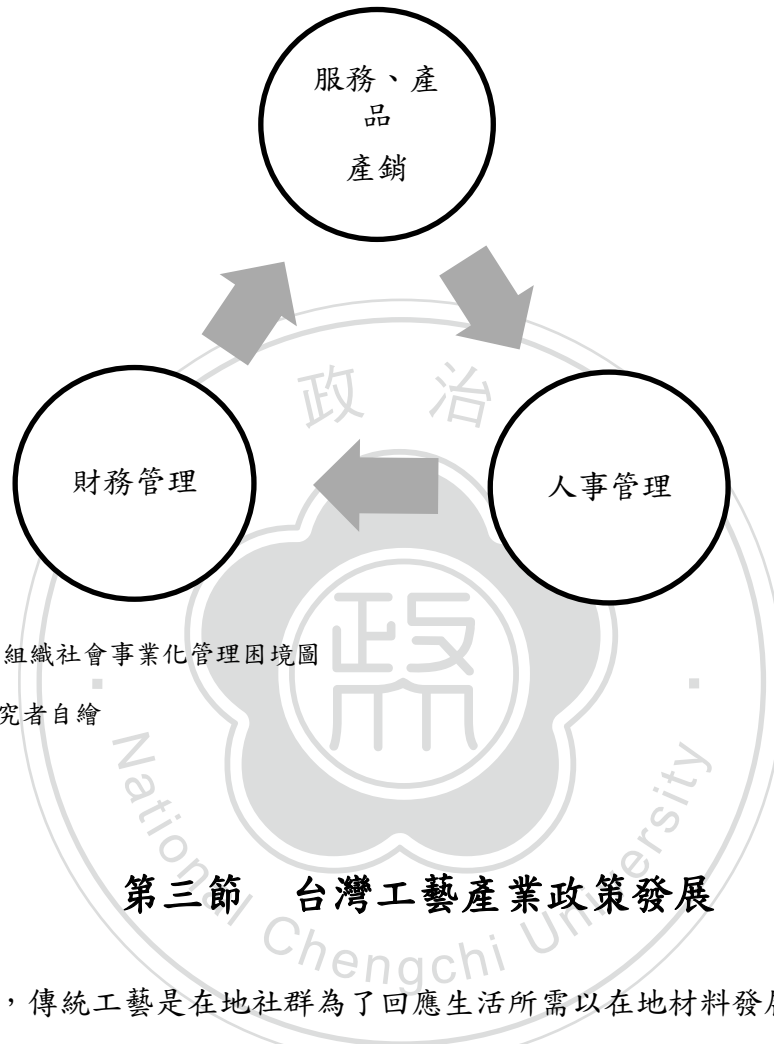 服務、產
品
產銷
財務管理
人事管理
組織社會事業化管理困境圖
究者自繪
第三節　台灣工藝產業政策發展
，傳統工藝是在地社群為了回應生活所需以在地材料發展
政 治
政大
National Chengchi University